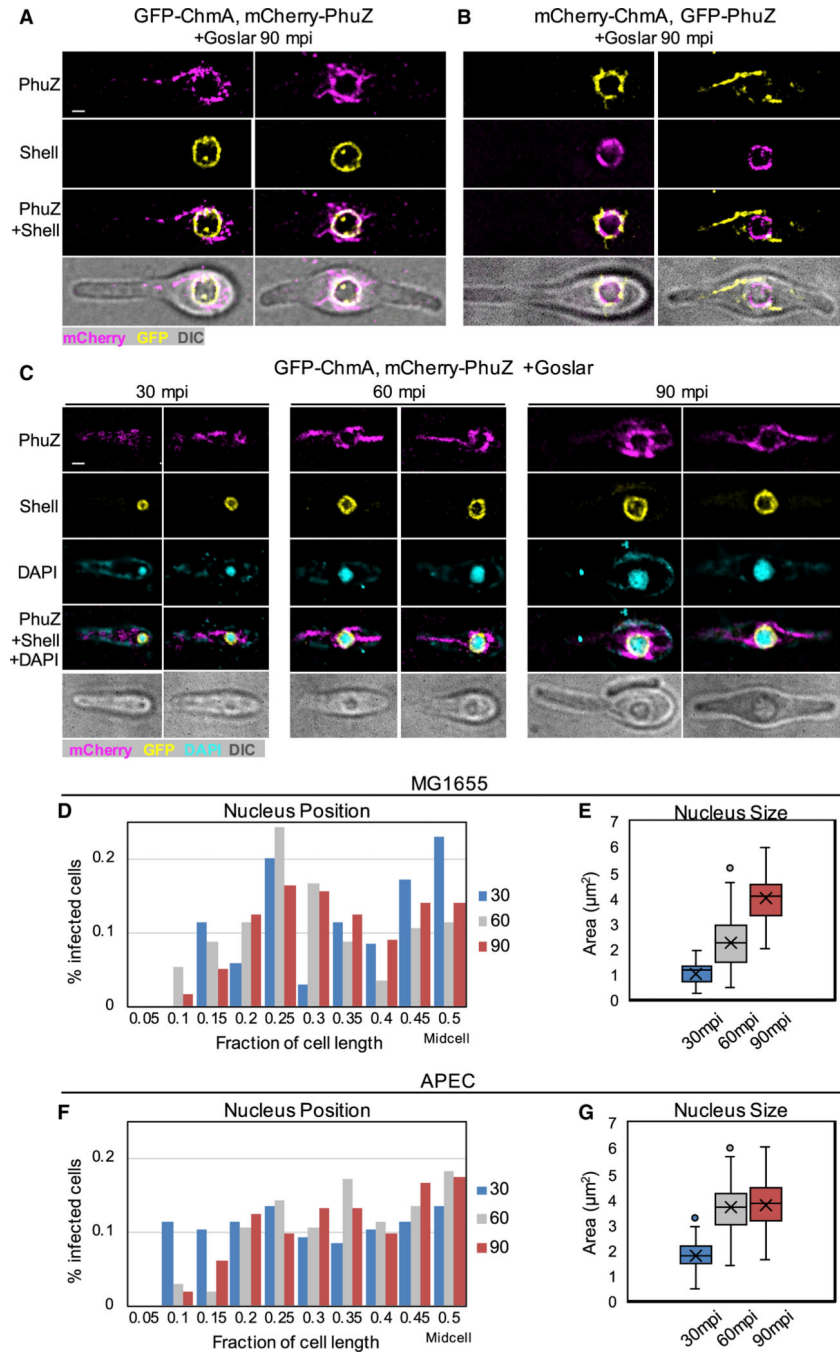 A
GFP-ChmA, mCherry-PhuZ
+Goslar 90 mpi
PhuZ
Shell
PhuZ
+Shell
mCherry GFP DIC
B
mCherry-ChmA, GFP-PhuZ
+Goslar 90 mpi
C
GFP-ChmA, mCherry-PhuZ +Goslar
30 mpi
60 mpi
90 mpi
PhuZ
Shell
DAPI
PhuZ
+Shell
+DAPI
mCherry GFP DAPI DIC
MG1655
D
Nucleus Position
% infected cells
0.2
0.1
0
0.05 0.1 0.15 0.2 0.25 0.3 0.35 0.4 0.45 0.5
Midcell
Fraction of cell length
30
60
90
E
Nucleus Size
Area (μm²)
7
6
5
4
3
2
1
0
30mpi
60mpi
90mpi
APEC
F
Nucleus Position
% infected cells
0.2
0.1
0
0.05 0.1 0.15 0.2 0.25 0.3 0.35 0.4 0.45 0.5
Midcell
Fraction of cell length
30
60
90
G
Nucleus Size
Area (μm²)
7
6
5
4
3
2
1
0
30mpi
60mpi
90mpi